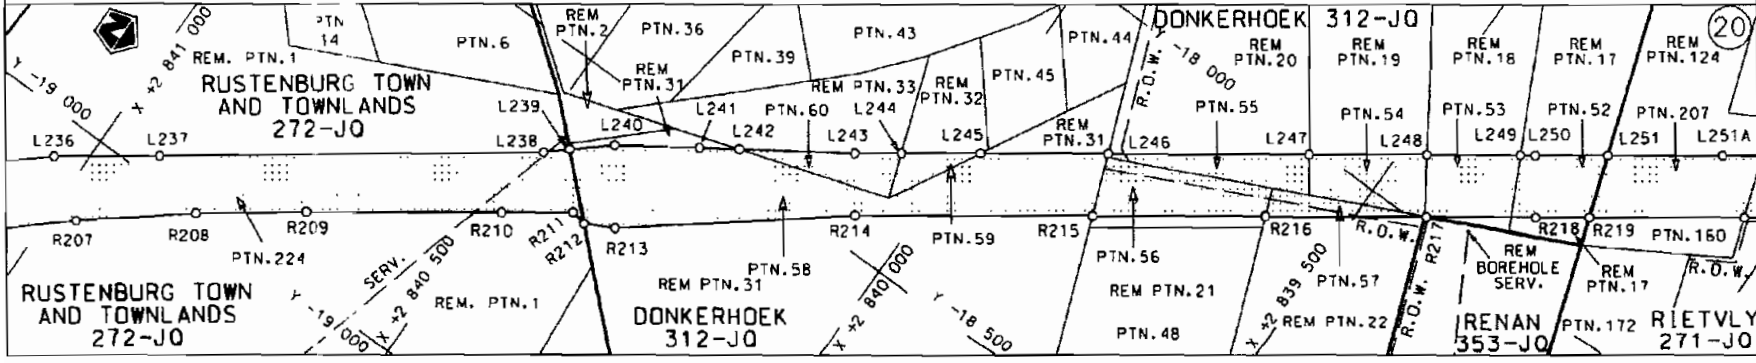 PTN
14
REM
PTN.2
PTN.36
PTN.43
PTN.44
DONKERHOEK 312-JQ
20
X +2 841 000
Y -19 000
REM. PTN.1
PTN.6
REM
PTN.31
PTN.39
REM PTN.33
REM
PTN.32
PTN.45
R.O.W.
Y -18 000
REM
PTN.20
REM
PTN.19
REM
PTN.18
REM
PTN.17
REM
PTN.124
RUSTENBURG TOWN
AND TOWNLANDS
272-JQ
L236
L237
L238
L239
L240
L241
L242
PTN.60
L243
L244
L245
REM
PTN.31
L246
PTN.55
L247
PTN.54
L248
PTN.53
L249
L250
PTN.52
L251
PTN.207
L251A
R207
R208
R209
R210
R211
R212
R213
R214
R215
R216
R.O.W.
R217
R218
R219
PTN.160
R.O.W.
PTN.224
SERV.
X +2 840 500
Y -19 000
REM. PTN.1
REM PTN.31
PTN.58
PTN.59
X +2 840 000
Y -18 500
PTN.56
REM PTN.21
PTN.48
X +2 839 500
PTN.57
REM PTN.22
R.O.W.
REM
BOREHOLE
SERV.
REM
PTN.17
RUSTENBURG TOWN
AND TOWNLANDS
272-JQ
DONKERHOEK
312-JQ
RENAN
353-JQ
PTN.172
RIETVLY
271-JQ